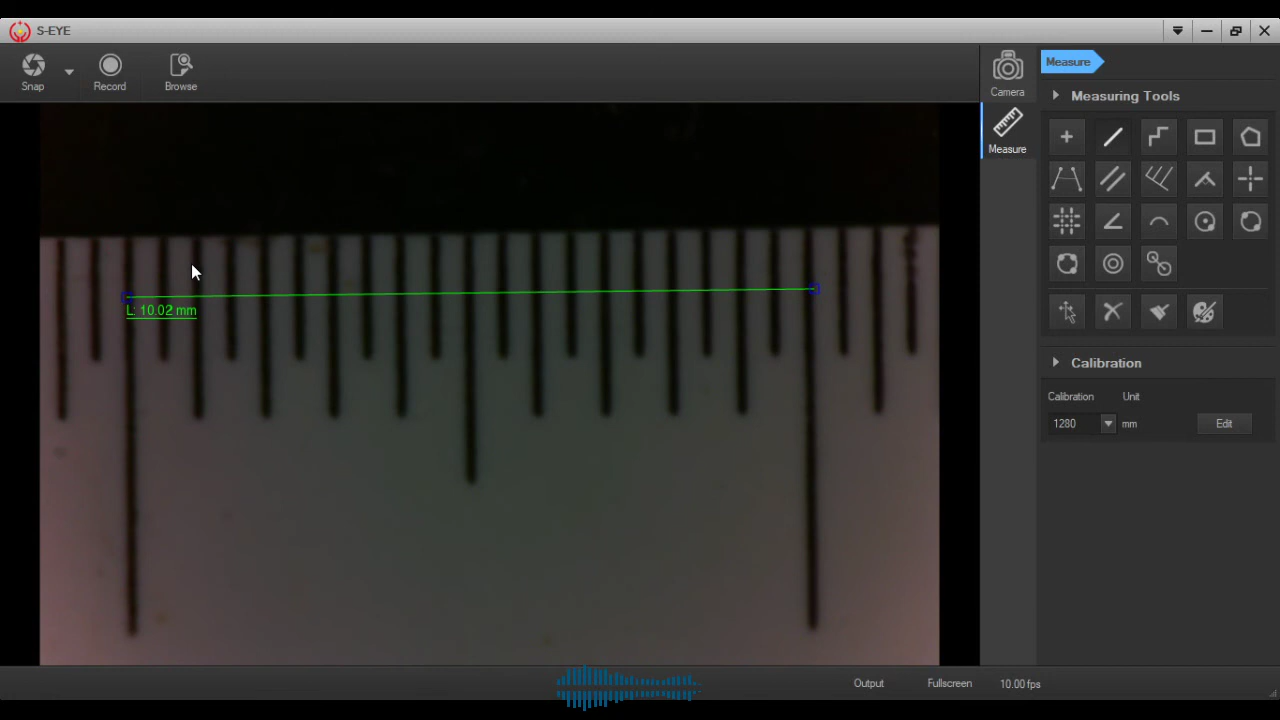 S-EYE
Snap
Record
Browse
Camera
Measure
Measure
Measuring Tools
L: 10.02 mm
Calibration
Calibration Unit
1280 mm Edit
Output Fullscreen 10.00 fps